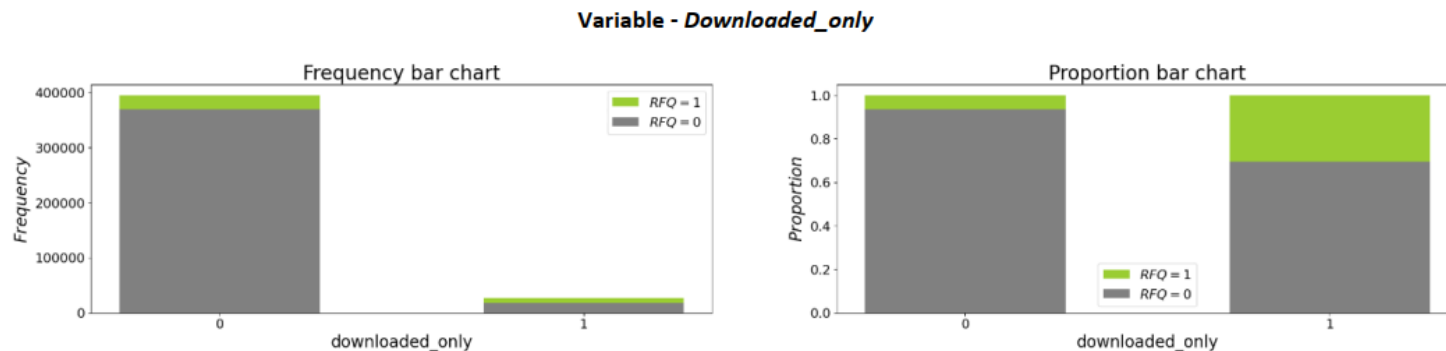 Variable - Downloaded_only
Frequency bar chart
400000
300000
200000
100000
0
Frequency
RFQ = 1
RFQ = 0
0
1
downloaded_only
Proportion bar chart
1.0
0.8
0.6
0.4
0.2
0.0
Proportion
RFQ = 1
RFQ = 0
0
1
downloaded_only